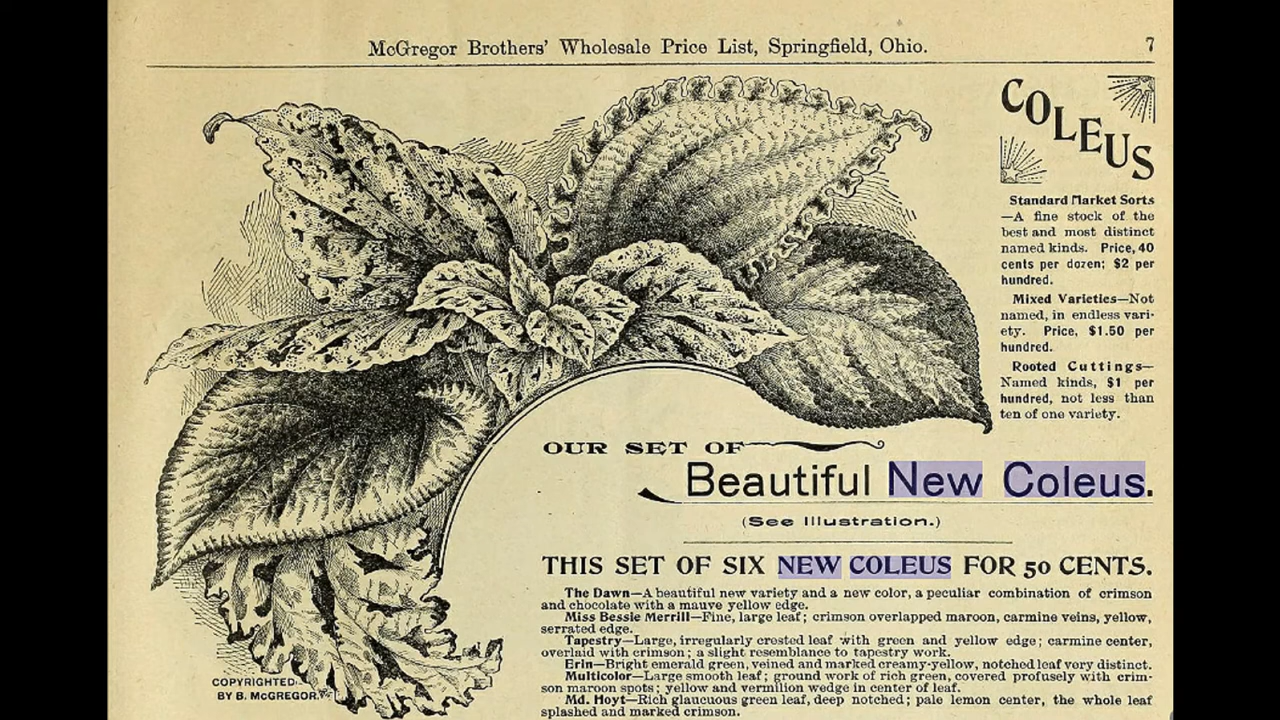 McGregor Brothers' Wholesale Price List, Springfield, Ohio.
7
COLEUS
Standard Market Sorts
—A fine stock of the
best and most distinct
named kinds. Price, 40
cents per dozen; $2 per
hundred.
Mixed Varieties—Not
named, in endless vari-
ety. Price, $1.50 per
hundred.
Rooted Cuttings—
Named kinds, $1 per
hundred, not less than
ten of one variety.
OUR SET OF
Beautiful New Coleus.
(See Illustration.)
THIS SET OF SIX NEW COLEUS FOR 50 CENTS.
The Dawn—A beautiful new variety and a new color, a peculiar combination of crimson
and chocolate with a mauve yellow edge.
Miss Bessie Merrill—Fine, large leaf; crimson overlapped maroon, carmine veins, yellow,
serrated edge.
Tapestry—Large, irregularly crested leaf with green and yellow edge; carmine center,
overlaid with crimson; a slight resemblance to tapestry work.
Erin—Bright emerald green, veined and marked creamy-yellow, notched leaf very distinct.
Multicolor—Large smooth leaf; ground work of rich green, covered profusely with crim-
son maroon spots; yellow and vermilion wedge in center of leaf.
Md. Hoyt—Rich glaucous green leaf, deep notched; pale lemon center, the whole leaf
splashed and marked crimson.
COPYRIGHTED
BY B. McGREGOR.